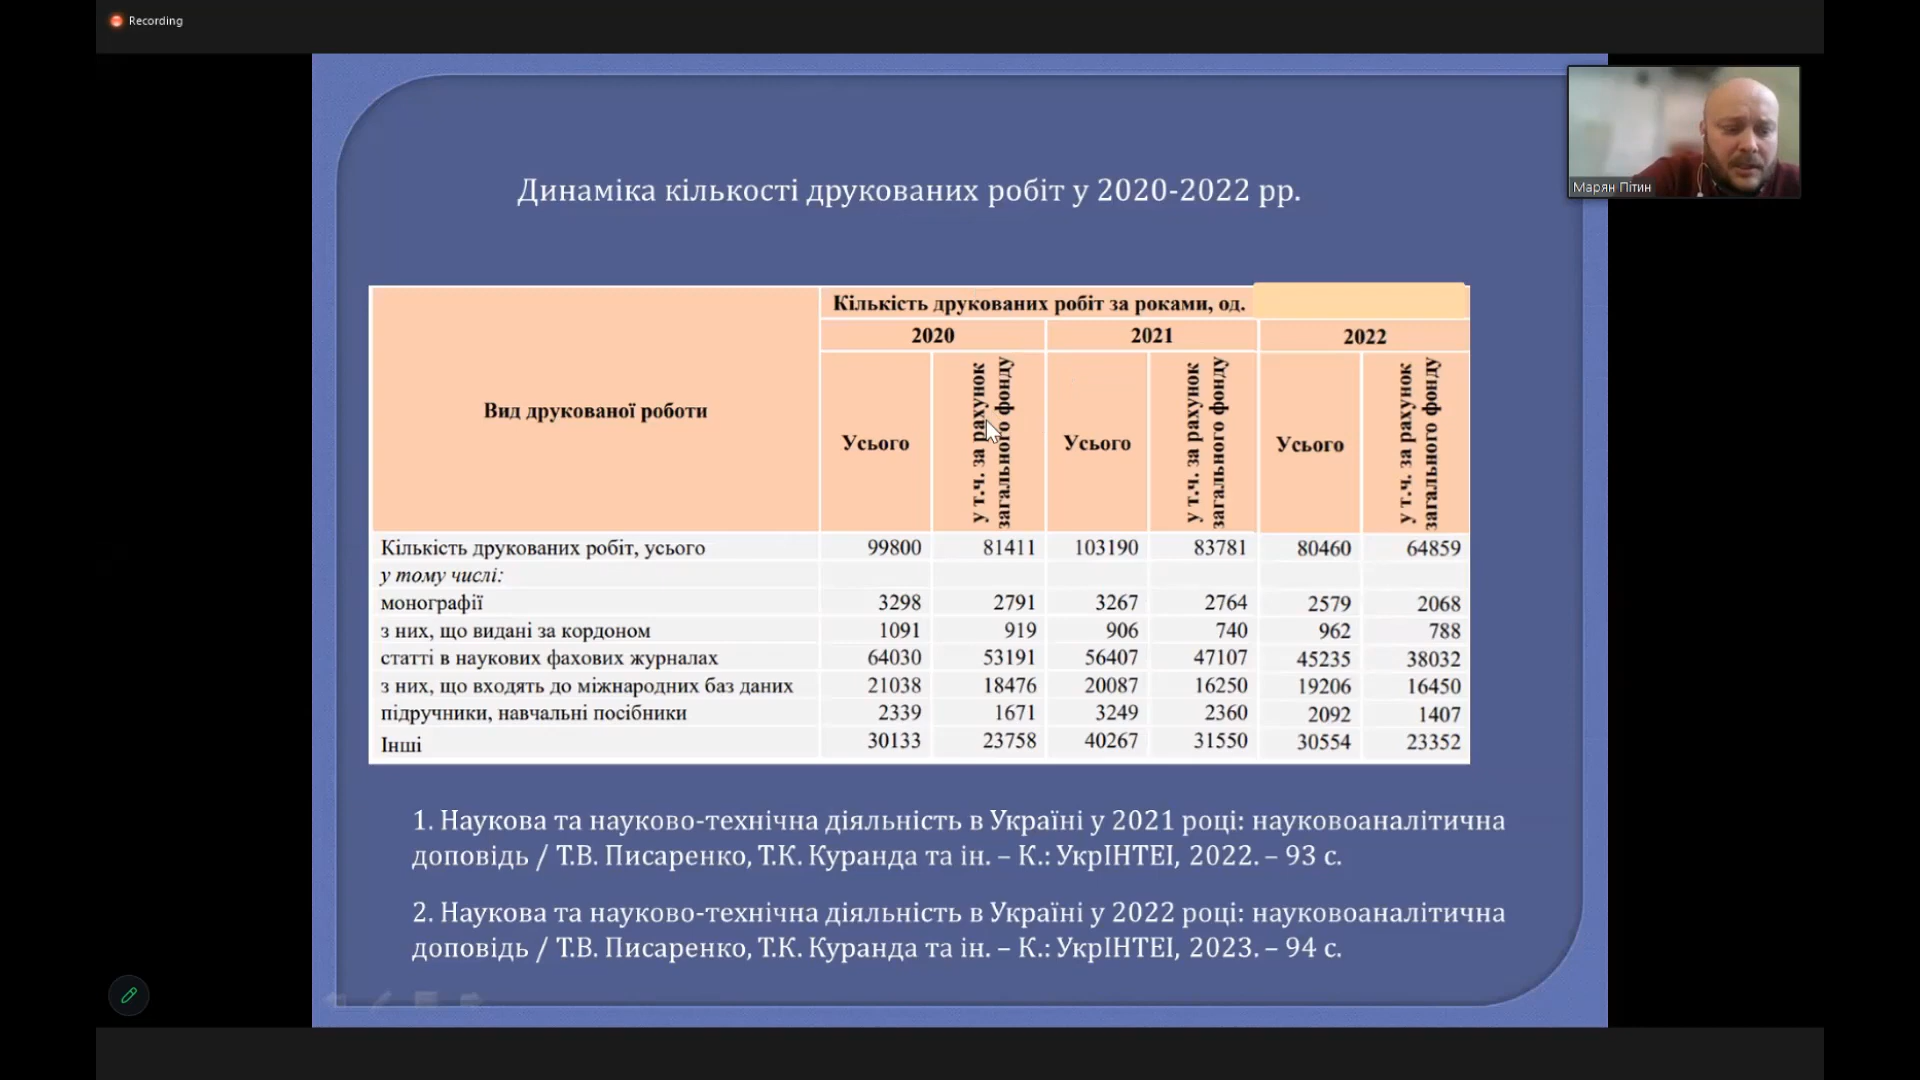 Recording
Марян Пітин
Динаміка кількості друкованих робіт у 2020-2022 рр.
Вид друкованої роботи
Кількість друкованих робіт за роками, од.
2020 2021 2022
Усього у т.ч. за рахунок загального фонду Усього у т.ч. за рахунок загального фонду Усього у т.ч. за рахунок загального фонду
Кількість друкованих робіт, усього 99800 81411 103190 83781 80460 64859
у тому числі:
монографії 3298 2791 3267 2764 2579 2068
з них, що видані за кордоном 1091 919 906 740 962 788
статті в наукових фахових журналах 64030 53191 56407 47107 45235 38032
з них, що входять до міжнародних баз даних 21038 18476 20087 16250 19206 16450
підручники, навчальні посібники 2339 1671 3249 2360 2092 1407
Інші 30133 23758 40267 31550 30554 23352
1. Наукова та науково-технічна діяльність в Україні у 2021 році: науковоаналітична
доповідь / Т.В. Писаренко, Т.К. Куранда та ін. – К.: УкрІНТЕІ, 2022. – 93 с.
2. Наукова та науково-технічна діяльність в Україні у 2022 році: науковоаналітична
доповідь / Т.В. Писаренко, Т.К. Куранда та ін. – К.: УкрІНТЕІ, 2023. – 94 с.